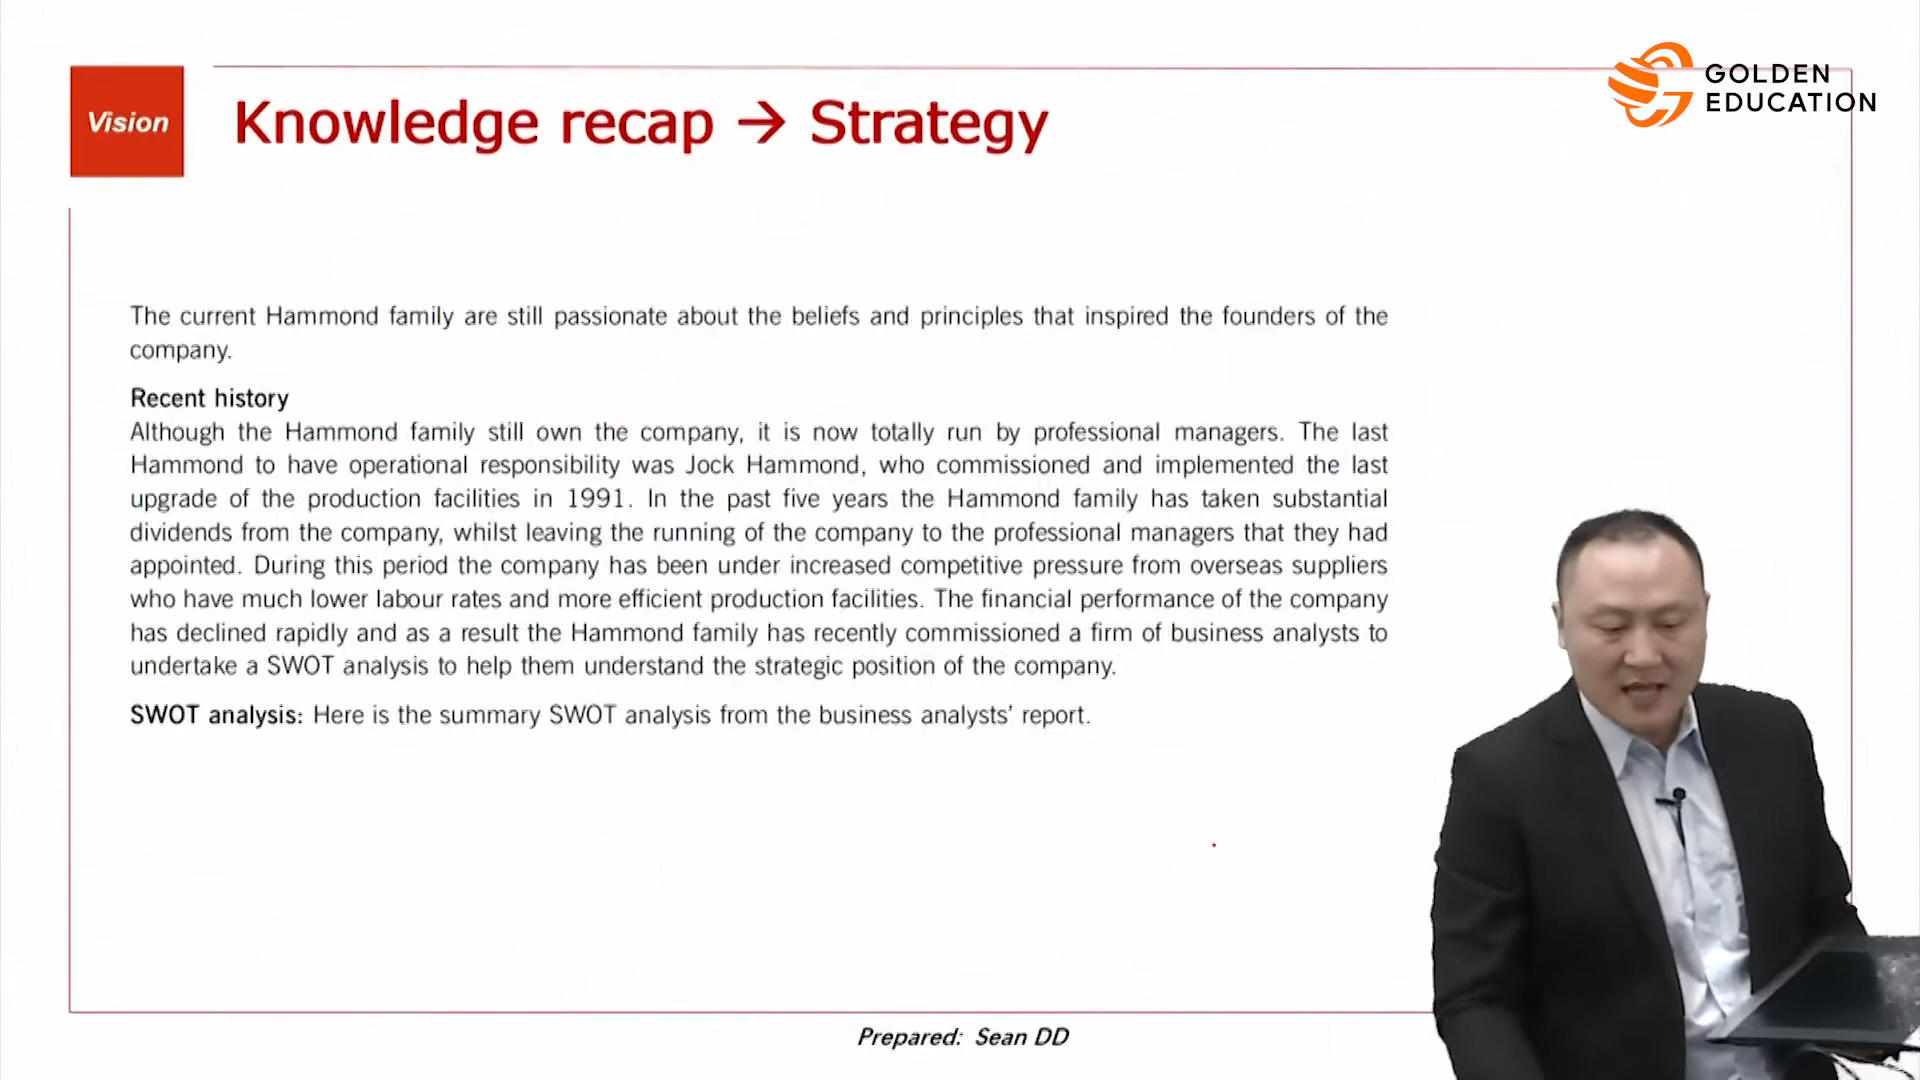 GOLDEN
EDUCATION
Vision
Knowledge recap → Strategy
The current Hammond family are still passionate about the beliefs and principles that inspired the founders of the
company.
Recent history
Although the Hammond family still own the company, it is now totally run by professional managers. The last
Hammond to have operational responsibility was Jock Hammond, who commissioned and implemented the last
upgrade of the production facilities in 1991. In the past five years the Hammond family has taken substantial
dividends from the company, whilst leaving the running of the company to the professional managers that they had
appointed. During this period the company has been under increased competitive pressure from overseas suppliers
who have much lower labour rates and more efficient production facilities. The financial performance of the company
has declined rapidly and as a result the Hammond family has recently commissioned a firm of business analysts to
undertake a SWOT analysis to help them understand the strategic position of the company.
SWOT analysis: Here is the summary SWOT analysis from the business analysts' report.
Prepared: Sean DD